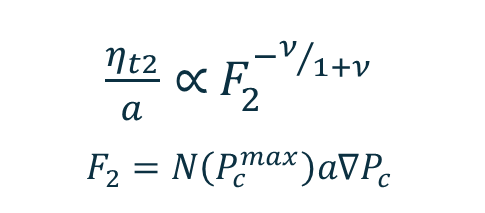 η_{t2}/a ∝ F_2^{-ν/1+ν}
F_2 = N(P_c^{max})a∇P_c